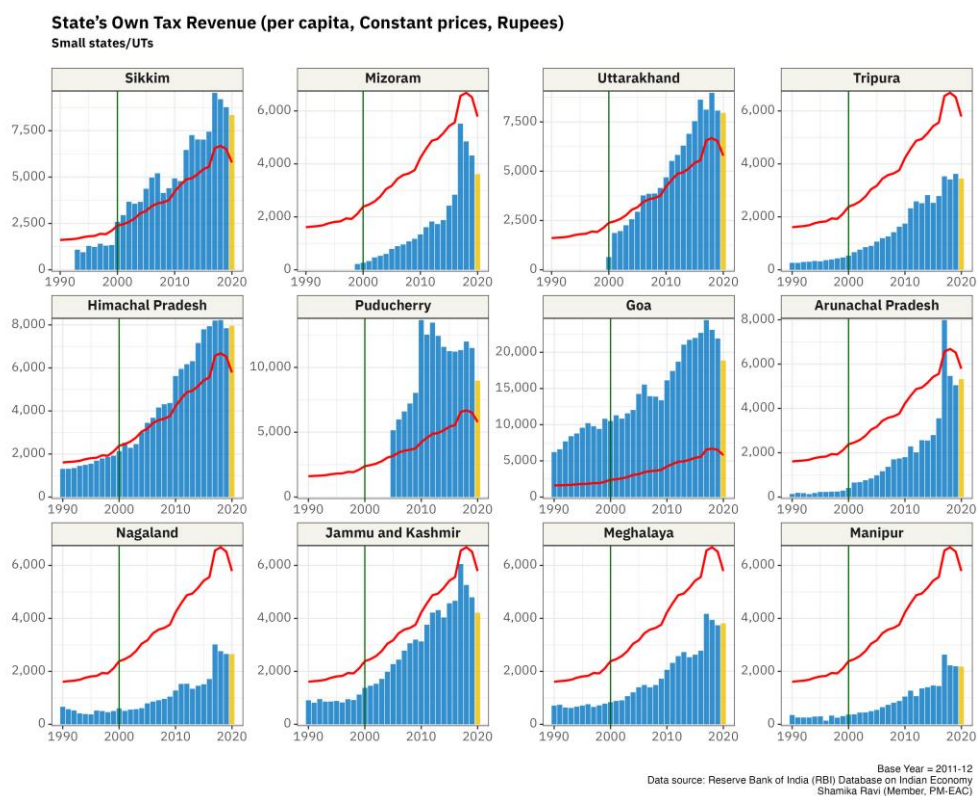 State's Own Tax Revenue (per capita, Constant prices, Rupees)
Small states/UTs
Sikkim
7,500
5,000
2,500
0
1990 2000 2010 2020
Mizoram
6,000
4,000
2,000
0
1990 2000 2010 2020
Uttarakhand
7,500
5,000
2,500
0
1990 2000 2010 2020
Tripura
6,000
4,000
2,000
0
1990 2000 2010 2020
Himachal Pradesh
8,000
6,000
4,000
2,000
0
1990 2000 2010 2020
Puducherry
10,000
5,000
0
1990 2000 2010 2020
Goa
20,000
15,000
10,000
5,000
0
1990 2000 2010 2020
Arunachal Pradesh
8,000
6,000
4,000
2,000
0
1990 2000 2010 2020
Nagaland
6,000
4,000
2,000
0
1990 2000 2010 2020
Jammu and Kashmir
6,000
4,000
2,000
0
1990 2000 2010 2020
Meghalaya
6,000
4,000
2,000
0
1990 2000 2010 2020
Manipur
6,000
4,000
2,000
0
1990 2000 2010 2020
Base Year = 2011-12
Data source: Reserve Bank of India (RBI) Database on Indian Economy
Shamika Ravi (Member, PM-EAC)